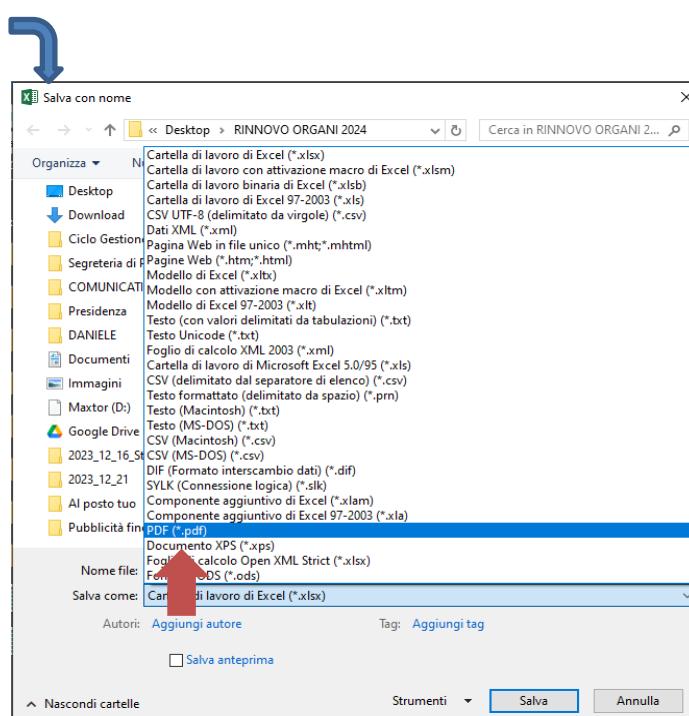 Salva con nome
« Desktop > RINNOVO ORGANI 2024
Cerca in RINNOVO ORGANI 2...
Organizza
Cartella di lavoro di Excel (*.xlsx)
Cartella di lavoro con attivazione macro di Excel (*.xlsm)
Cartella di lavoro binaria di Excel (*.xlsb)
Cartella di lavoro di Excel 97-2003 (*.xls)
CSV UTF-8 (delimitato da virgole) (*.csv)
Dati XML (*.xml)
Pagina Web in file unico (*.mht;*.mhtml)
Pagine Web (*.htm;*.html)
Modello di Excel (*.xltx)
Modello con attivazione macro di Excel (*.xltm)
Modello di Excel 97-2003 (*.xlt)
Testo (con valori delimitati da tabulazioni) (*.txt)
Testo Unicode (*.txt)
Foglio di calcolo XML 2003 (*.xml)
Cartella di lavoro di Microsoft Excel 5.0/95 (*.xls)
CSV (delimitato dal separatore di elenco) (*.csv)
Testo formattato (delimitato da spazio) (*.prn)
Testo (Macintosh) (*.txt)
Testo (MS-DOS) (*.txt)
CSV (Macintosh) (*.csv)
CSV (MS-DOS) (*.csv)
DIF (Formato interscambio dati) (*.dif)
SYLK (Connessione logica) (*.slk)
Componente aggiuntivo di Excel (*.xlam)
Componente aggiuntivo di Excel 97-2003 (*.xla)
PDF (*.pdf)
Documento XPS (*.xps)
di calcolo Open XML Strict (*.xlsx)
ODS (*.ods)
Desktop
Download
Ciclo Gestion
Segreteria di P
COMUNICATI
Presidenza
DANIELE
Documenti
Immagini
Maxtor (D:)
Google Drive
2023_12_16_St
2023_12_21
Al posto tuo
Pubblicità fin
Nome file:
Salva come: Car di lavoro di Excel (*.xlsx)
Autori: Aggiungi autore Tag: Aggiungi tag
Salva anteprima
Nascondi cartelle Strumenti Salva Annulla